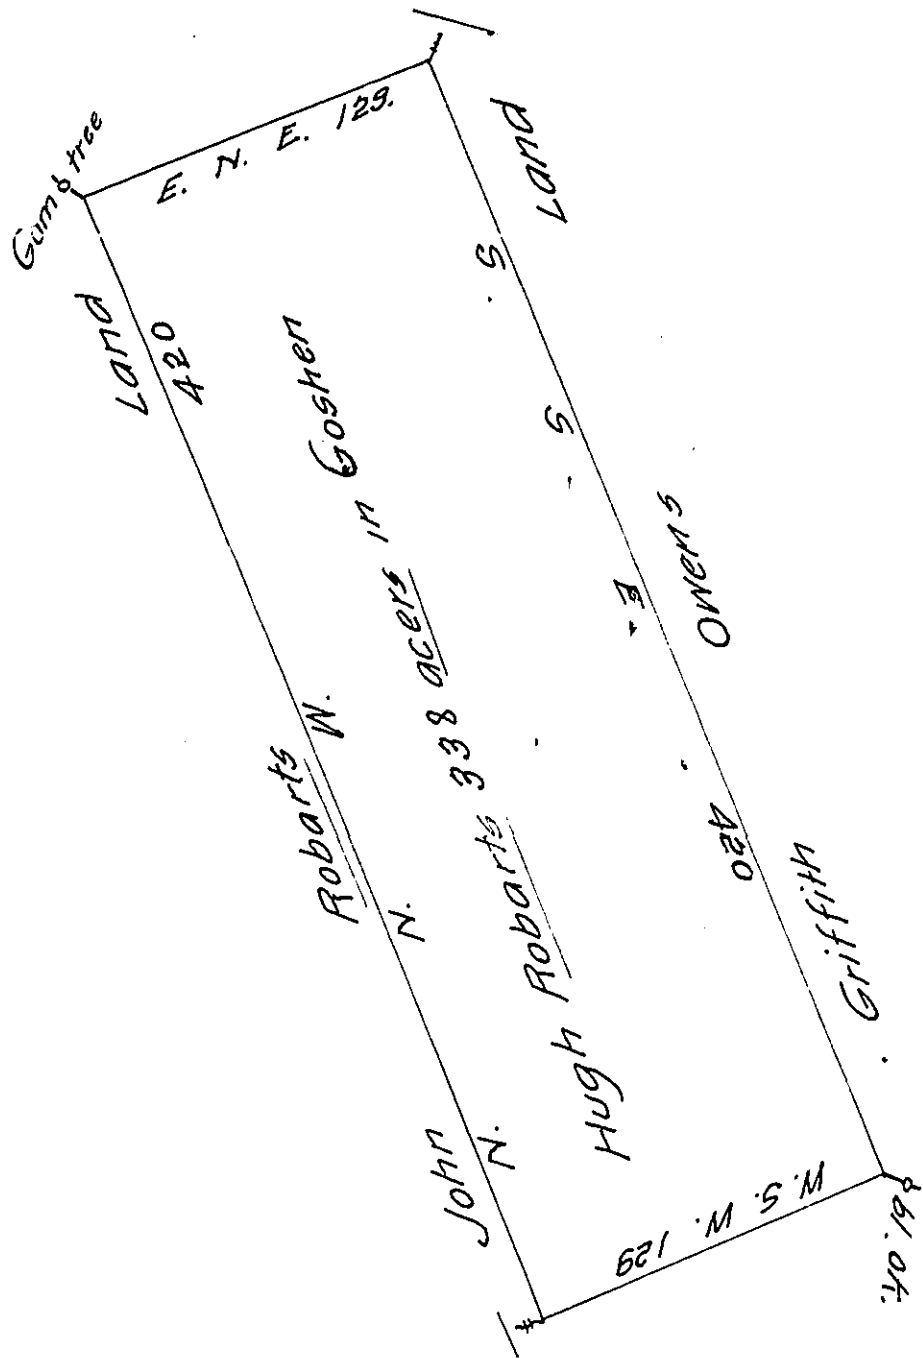 Gum tree
John Robarts Land
N. N. W. 420
E. N. E. 129.
Hugh Robarts 338 acers in Goshen
S . S . E . 420
Griffith Owens Land
W. S. W. 129
bl. ok.